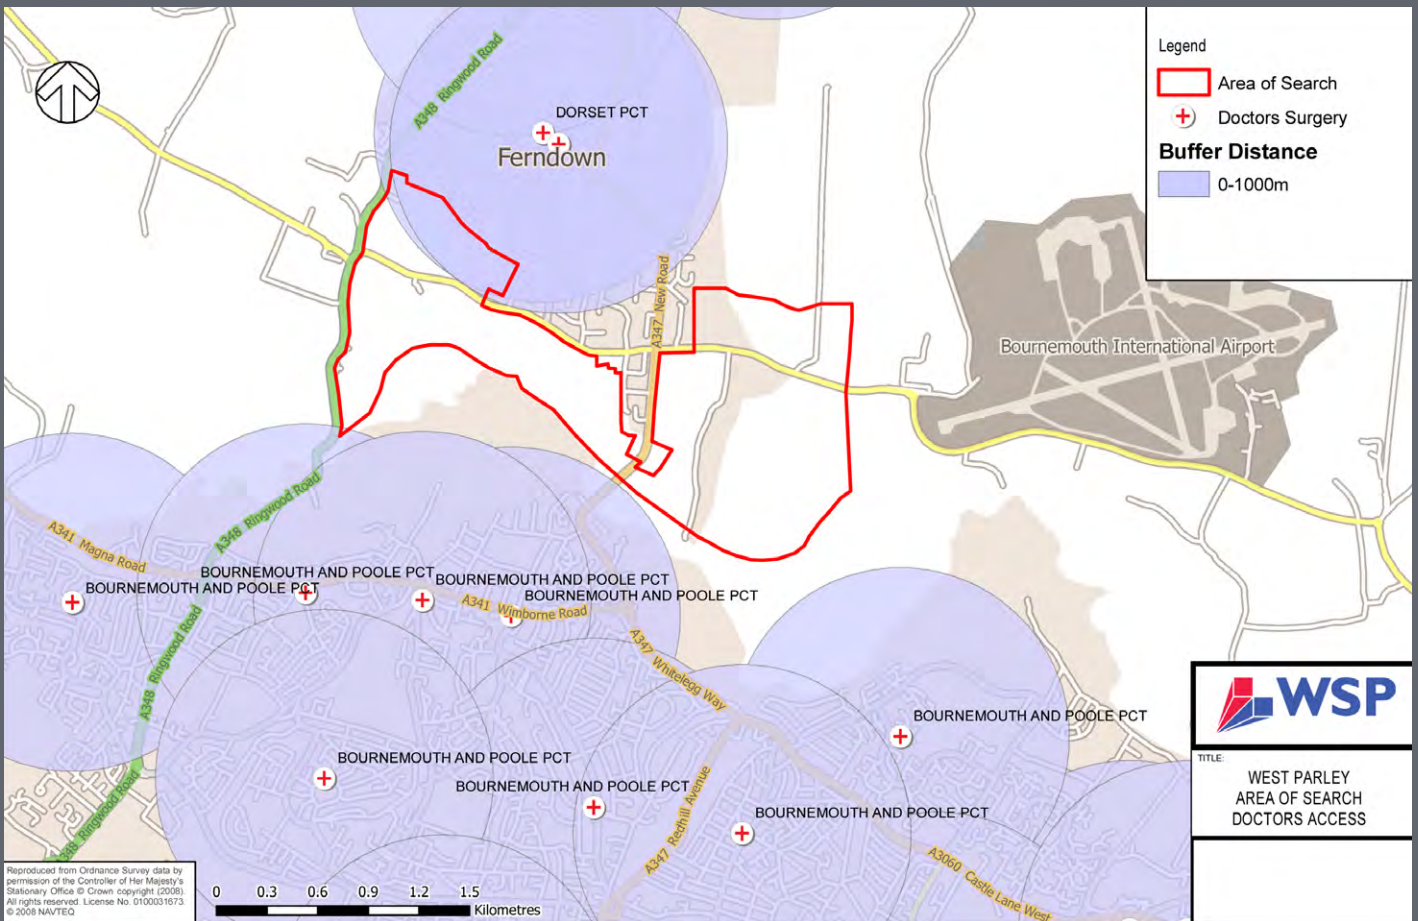 Legend
Area of Search
Doctors Surgery
Buffer Distance
0-1000m
A348 Ringwood Road
DORSET PCT
Ferndown
A347 New Road
Bournemouth International Airport
A348 Ringwood Road
A341 Magna Road
BOURNEMOUTH AND POOLE PCT
BOURNEMOUTH AND POOLE PCT
BOURNEMOUTH AND POOLE PCT
BOURNEMOUTH AND POOLE PCT
A341 Wimborne Road
A348 Ringwood Road
A347 Whitelegg Way
BOURNEMOUTH AND POOLE PCT
BOURNEMOUTH AND POOLE PCT
BOURNEMOUTH AND POOLE PCT
BOURNEMOUTH AND POOLE PCT
A347 Redhill Avenue
A348 Ringwood Road
A3060 Castle Lane West
WSP
TITLE:
WEST PARLEY
AREA OF SEARCH
DOCTORS ACCESS
Reproduced from Ordnance Survey data by
permission of the Controller of Her Majesty's
Stationary Office © Crown copyright (2008).
All rights reserved. License No. 0100031673.
© 2008 NAVTEQ
0 0.3 0.6 0.9 1.2 1.5
Kilometres